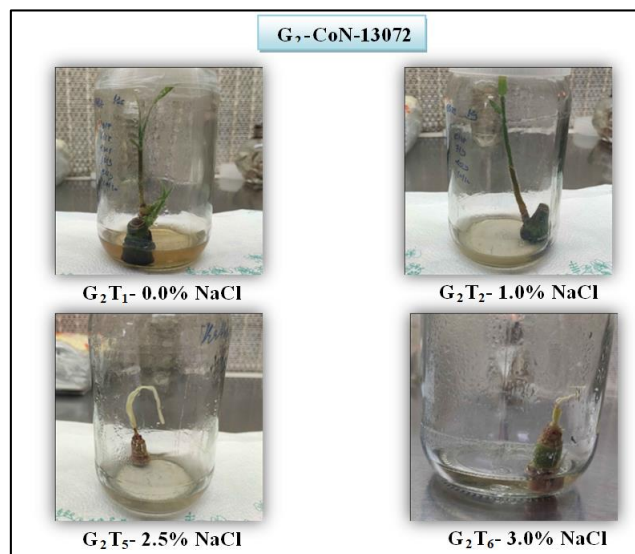 G₂-CoN-13072
G₂T₁- 0.0% NaCl
G₂T₂- 1.0% NaCl
G₂T₅- 2.5% NaCl
G₂T₆- 3.0% NaCl